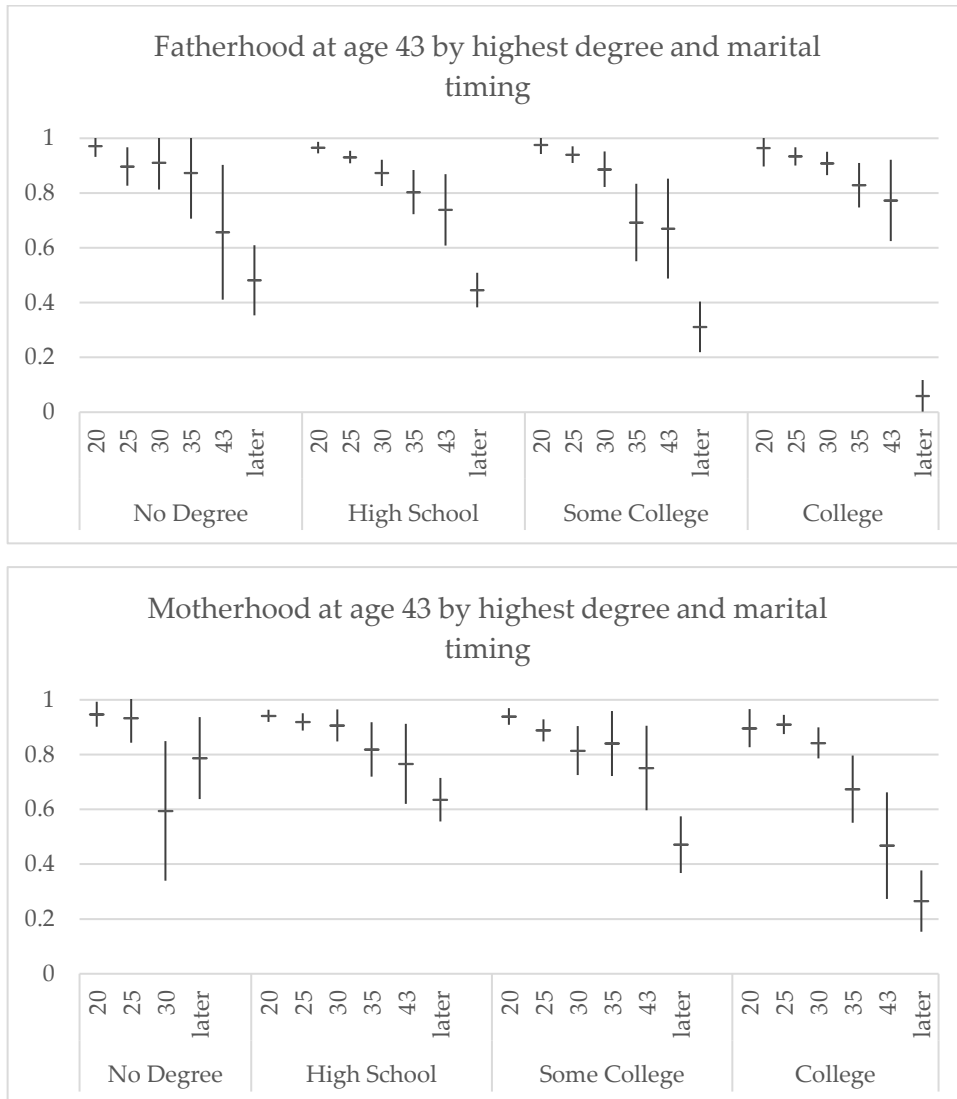 Fatherhood at age 43 by highest degree and marital
timing
1
0.8
0.6
0.4
0.2
0
20 25 30 35 43 later 20 25 30 35 43 later 20 25 30 35 43 later 20 25 30 35 43 later
No Degree High School Some College College
Motherhood at age 43 by highest degree and marital
timing
1
0.8
0.6
0.4
0.2
0
20 25 30 later 20 25 30 35 43 later 20 25 30 35 43 later 20 25 30 35 43 later
No Degree High School Some College College